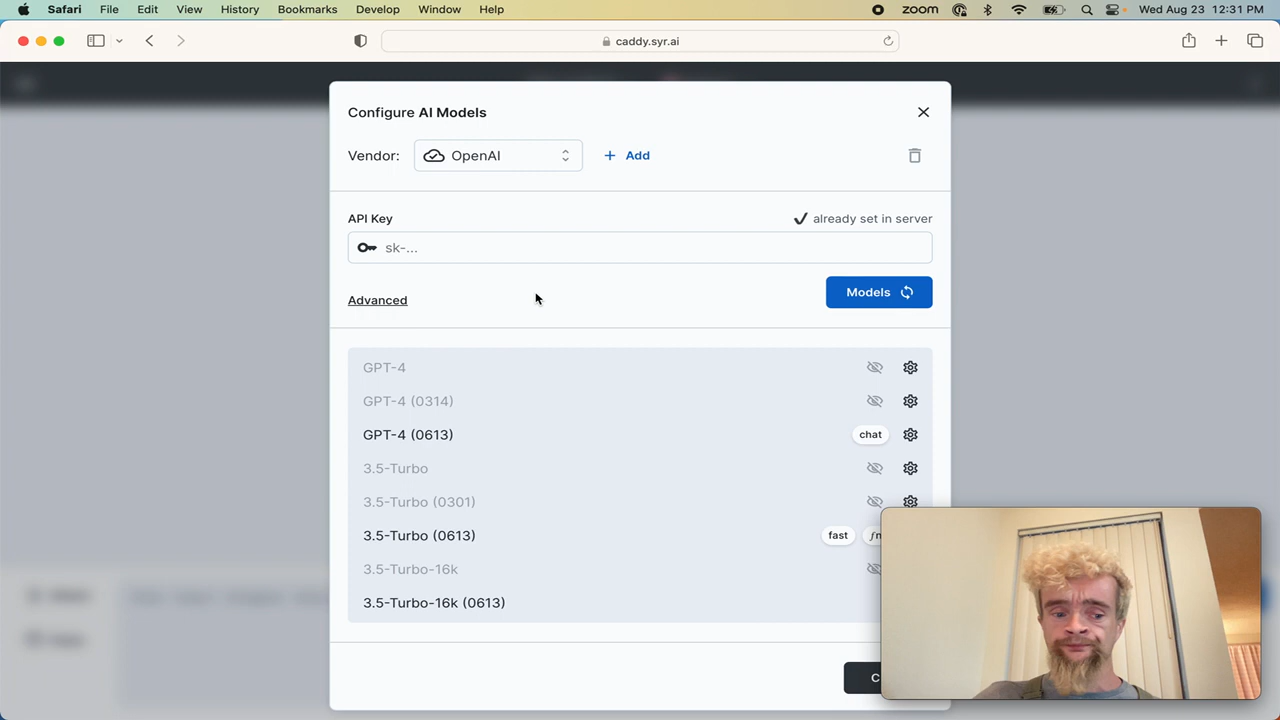 Safari File Edit View History Bookmarks Develop Window Help zoom Wed Aug 23 12:31 PM
caddy.syr.ai
Configure AI Models
Vendor: OpenAI + Add
API Key already set in server
sk-...
Advanced Models
GPT-4
GPT-4 (0314)
GPT-4 (0613) chat
3.5-Turbo
3.5-Turbo (0301)
3.5-Turbo (0613) fast
3.5-Turbo-16k
3.5-Turbo-16k (0613)